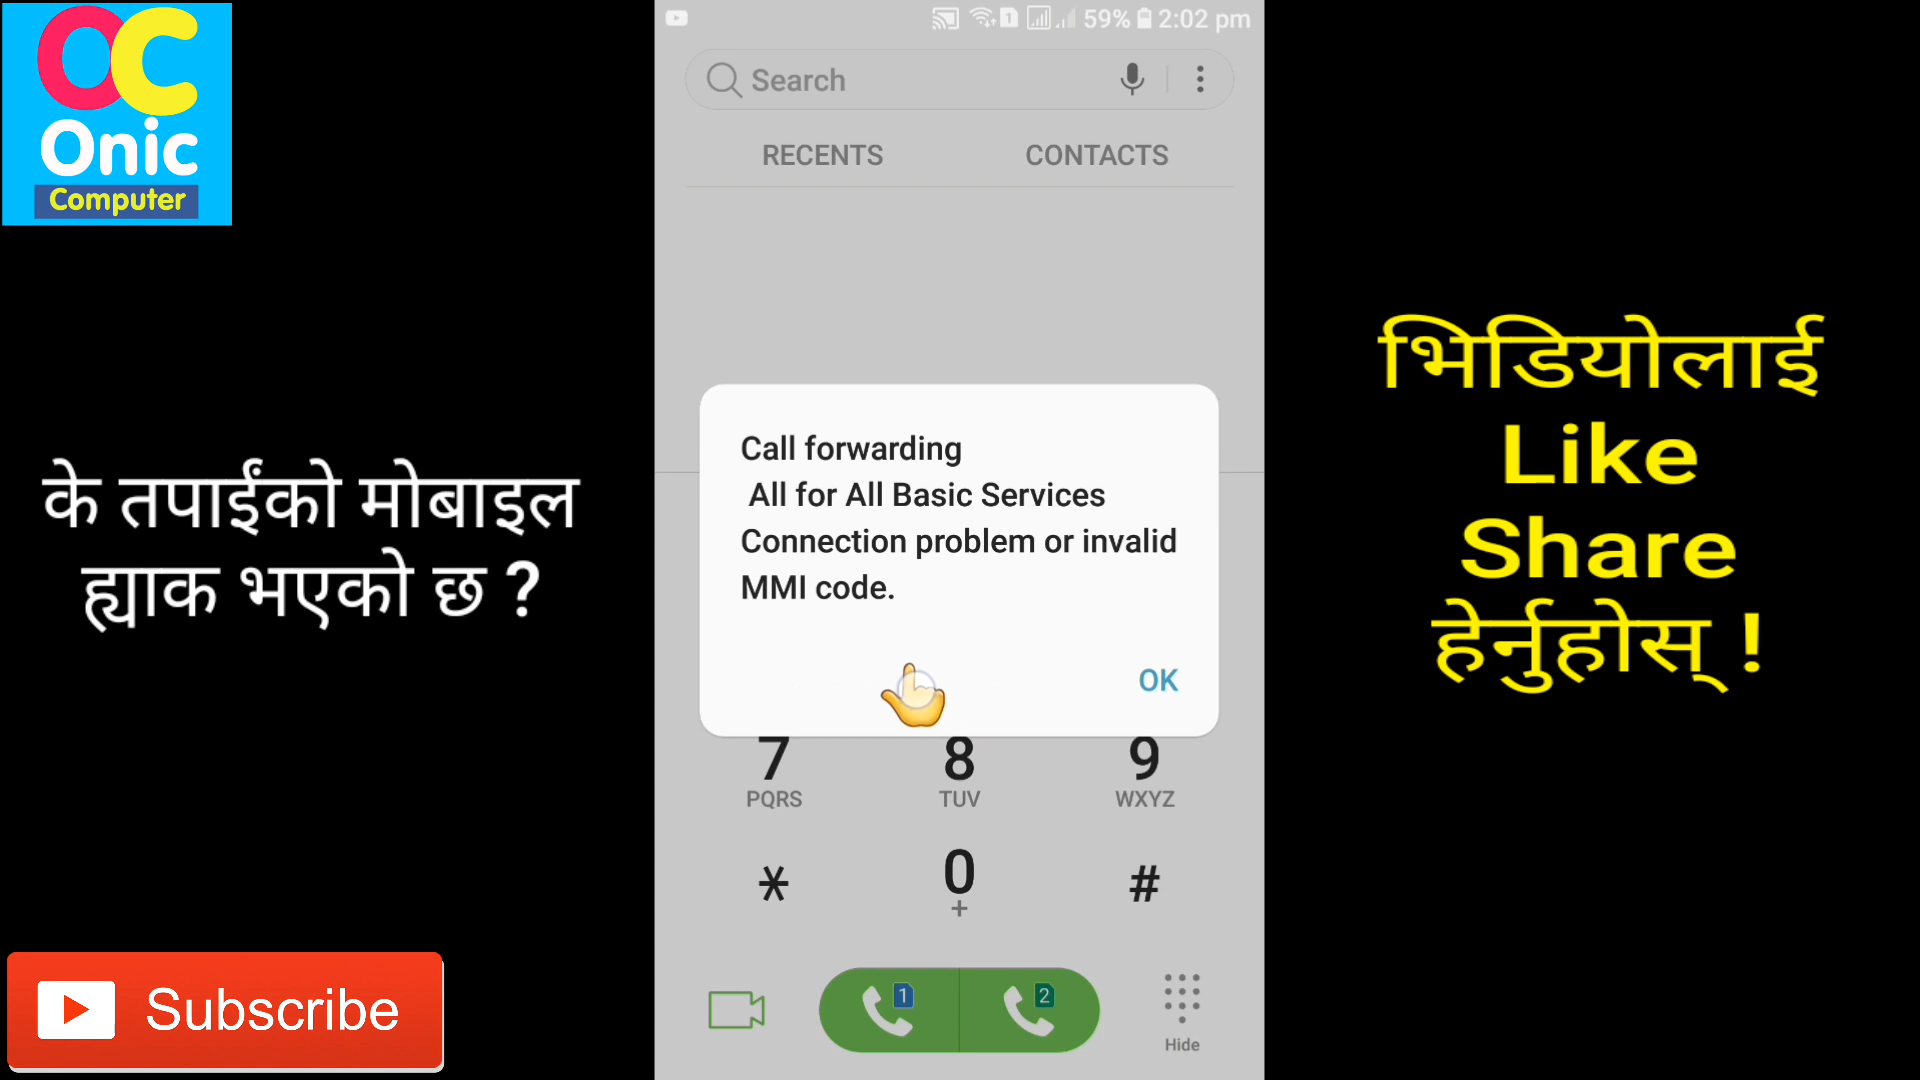 OC
Onic
Computer
के तपाईंको मोबाइल
ह्याक भएको छ ?
Subscribe
1
59%
2:02 pm
Search
RECENTS
CONTACTS
Call forwarding
All for All Basic Services
Connection problem or invalid
MMI code.
OK
7
8
9
PQRS
TUV
WXYZ
*
0
#
+
1
2
Hide
भिडियोलाई
Like
Share
हेर्नुहोस् !